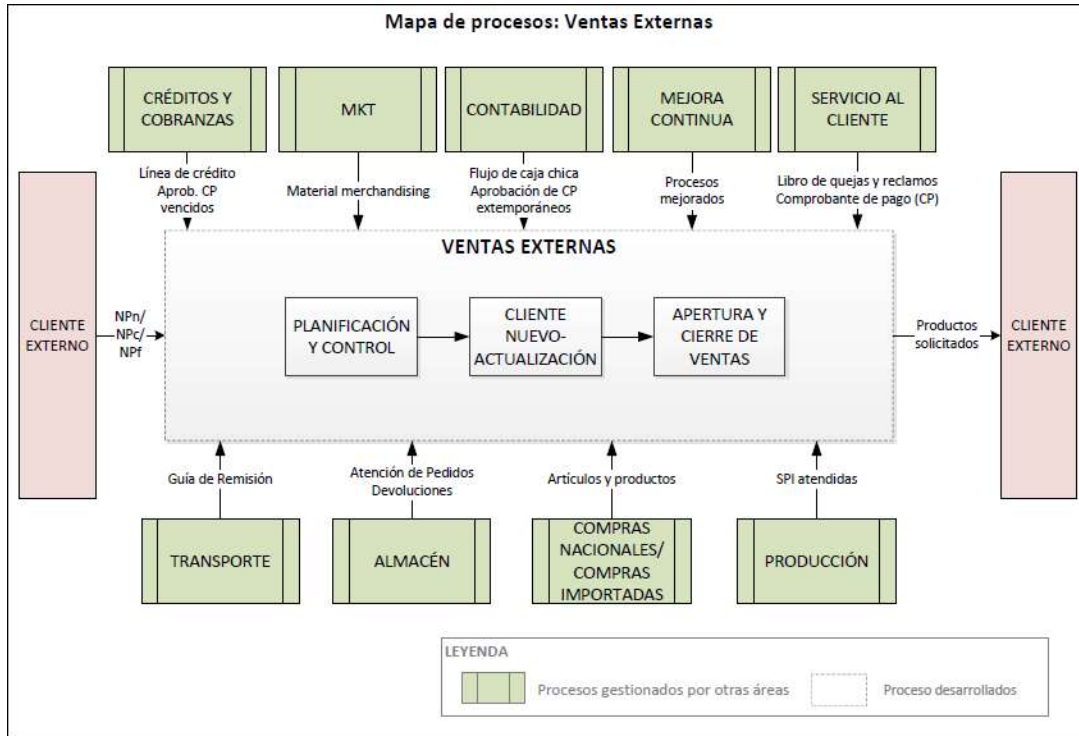 Mapa de procesos: Ventas Externas
CRÉDITOS Y
COBRANZAS
MKT
CONTABILIDAD
MEJORA
CONTINUA
SERVICIO AL
CLIENTE
Línea de crédito
Aprob. CP
vencidos
Material merchandising
Flujo de caja chica
Aprobación de CP
extemporáneos
Procesos
mejorados
Libro de quejas y reclamos
Comprobante de pago (CP)
VENTAS EXTERNAS
CLIENTE
EXTERNO
NPn/
NPc/
NPf
PLANIFICACIÓN
Y CONTROL
CLIENTE
NUEVO-
ACTUALIZACIÓN
APERTURA Y
CIERRE DE
VENTAS
Productos
solicitados
CLIENTE
EXTERNO
Guía de Remisión
Atención de Pedidos
Devoluciones
Artículos y productos
SPI atendidas
TRANSPORTE
ALMACÉN
COMPRAS
NACIONALES/
COMPRAS
IMPORTADAS
PRODUCCIÓN
LEYENDA
Procesos gestionados por otras áreas
Proceso desarrollados